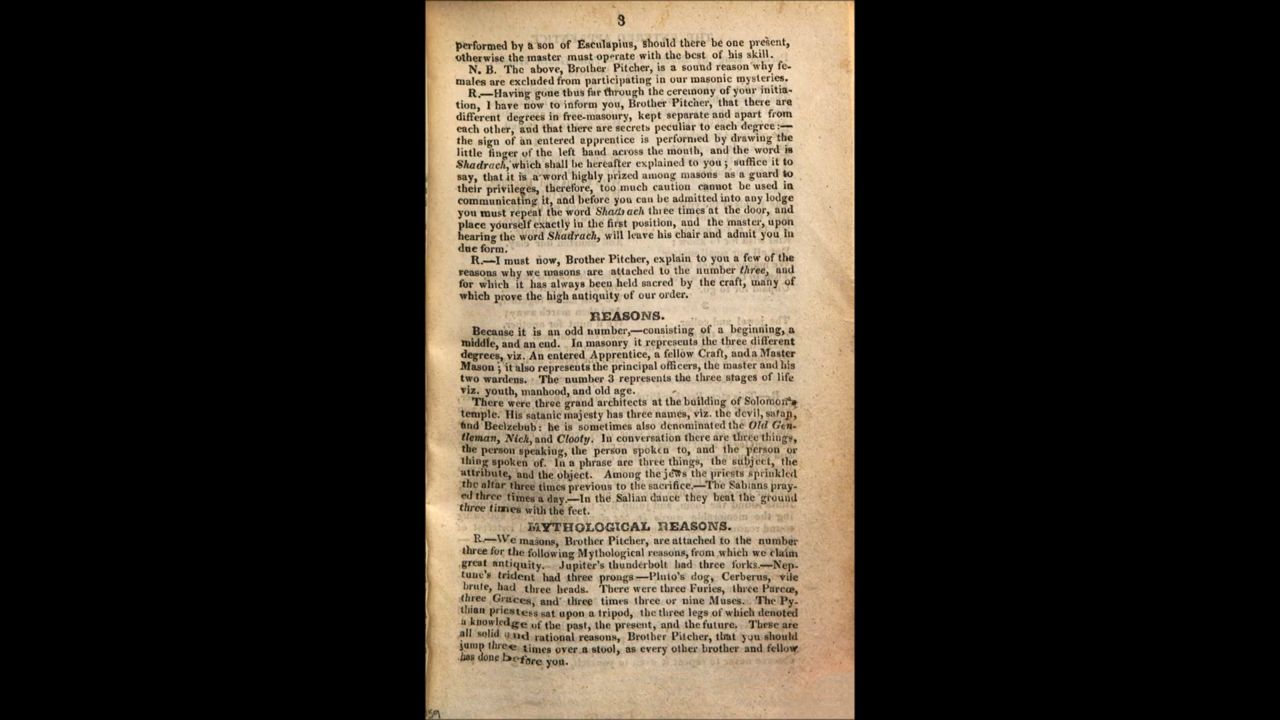 3
performed by a son of Esculapius, should there be one present,
otherwise the master must operate with the best of his skill.
N. B. The above, Brother Pitcher, is a sound reason why fe-
males are excluded from participating in our masonic mysteries.
R.—Having gone thus far through the ceremony of your initia-
tion, I have now to inform you, Brother Pitcher, that there are
different degrees in free-masonry, kept separate and apart from
each other, and that there are secrets peculiar to each degree:—
the sign of an entered apprentice is performed by drawing the
little finger of the left hand across the mouth, and the word is
Shadrach, which shall be hereafter explained to you; suffice it to
say, that it is a word highly prized among masons as a guard to
their privileges, therefore, too much caution cannot be used in
communicating it, and before you can be admitted into any lodge
you must repeat the word Shadrach three times at the door, and
place yourself exactly in the first position, and the master, upon
hearing the word Shadrach, will leave his chair and admit you in
due form.
R.—I must now, Brother Pitcher, explain to you a few of the
reasons why we masons are attached to the number three, and
for which it has always been held sacred by the craft, many of
which prove the high antiquity of our order.
REASONS.
Because it is an odd number,—consisting of a beginning, a
middle, and an end. In masonry it represents the three different
degrees, viz. An entered Apprentice, a fellow Craft, and a Master
Mason; it also represents the principal officers, the master and his
two wardens. The number 3 represents the three stages of life
viz. youth, manhood, and old age.
There were three grand architects at the building of Solomon's
temple. His satanic majesty has three names, viz. the devil, satan,
and Beelzebub: he is sometimes also denominated the Old Gen-
tleman, Nick, and Clooty. In conversation there are three things,
the person speaking, the person spoken to, and the person or
thing spoken of. In a phrase are three things, the subject, the
attribute, and the object. Among the jews the priests sprinkled
the altar three times previous to the sacrifice.—The Sabians pray-
ed three times a day.—In the Salian dance they beat the ground
three times with the feet.
MYTHOLOGICAL REASONS.
R.—We masons, Brother Pitcher, are attached to the number
three for the following Mythological reasons, from which we claim
great antiquity. Jupiter's thunderbolt had three forks.—Nep-
tune's trident had three prongs—Pluto's dog, Cerberus, vile
brute, had three heads. There were three Furies, three Parcæ,
three Graces, and three times three or nine Muses. The Py-
thian priestess sat upon a tripod, the three legs of which denoted
a knowledge of the past, the present, and the future. These are
all solid and rational reasons, Brother Pitcher, that you should
jump three times over a stool, as every other brother and fellow
has done before you.